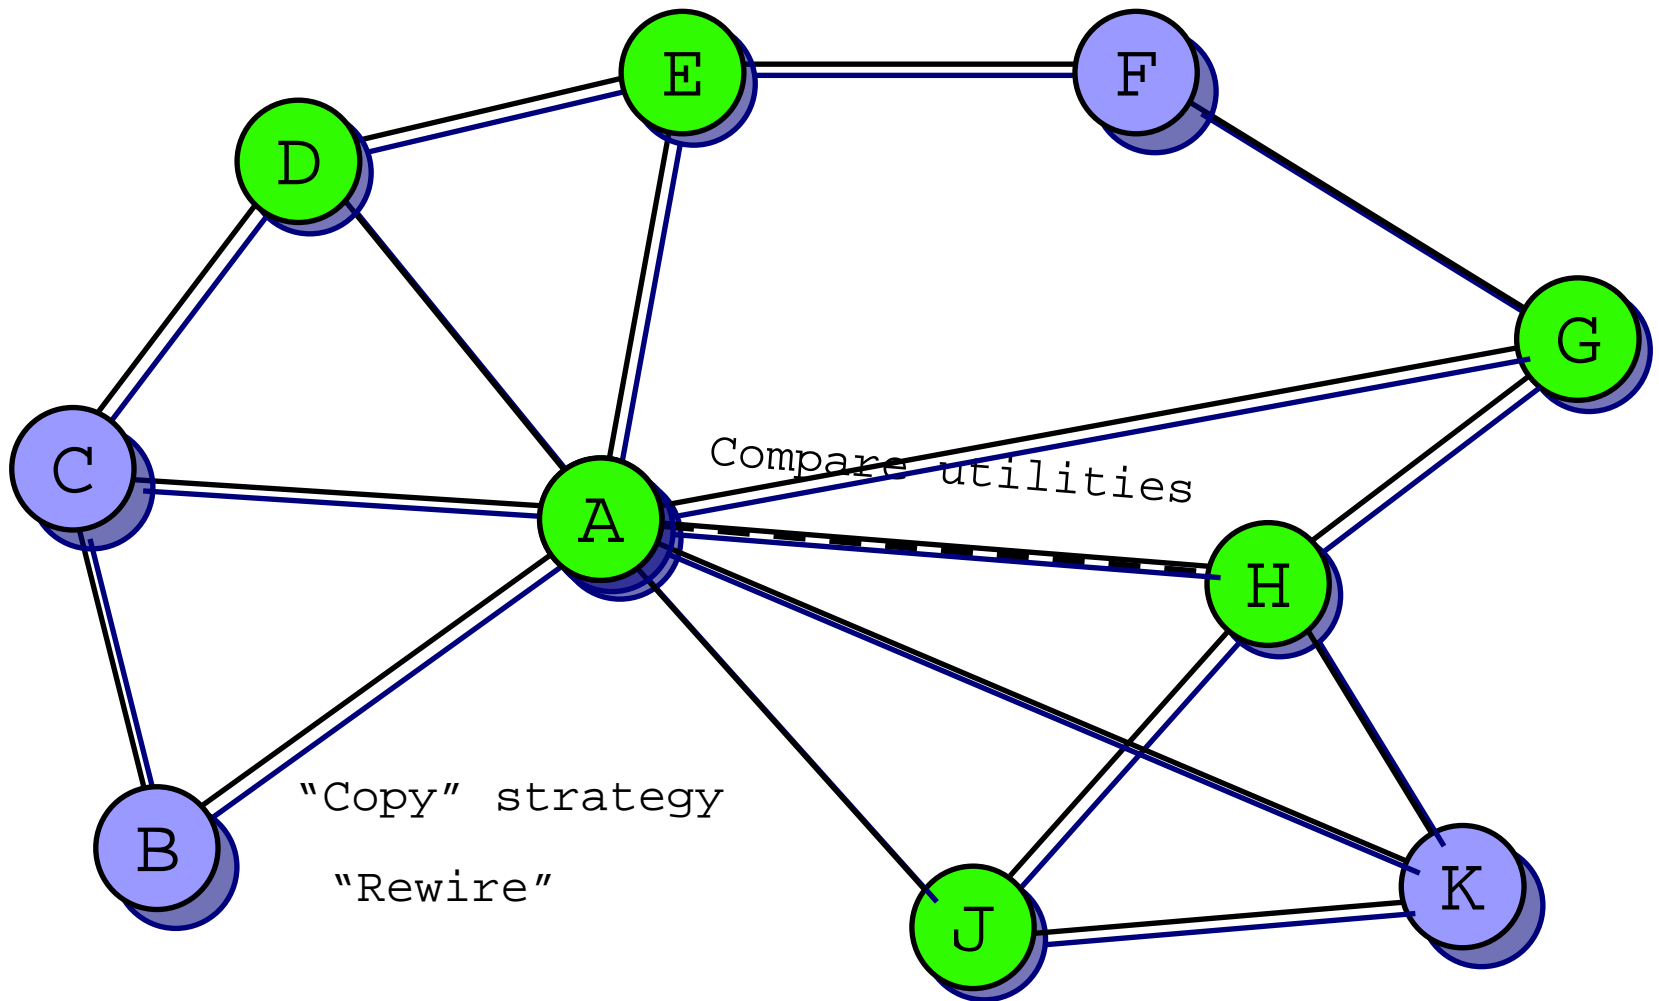 E
F
D
G
C
Compare utilities
A
H
“Copy” strategy
B
“Rewire”
K
J